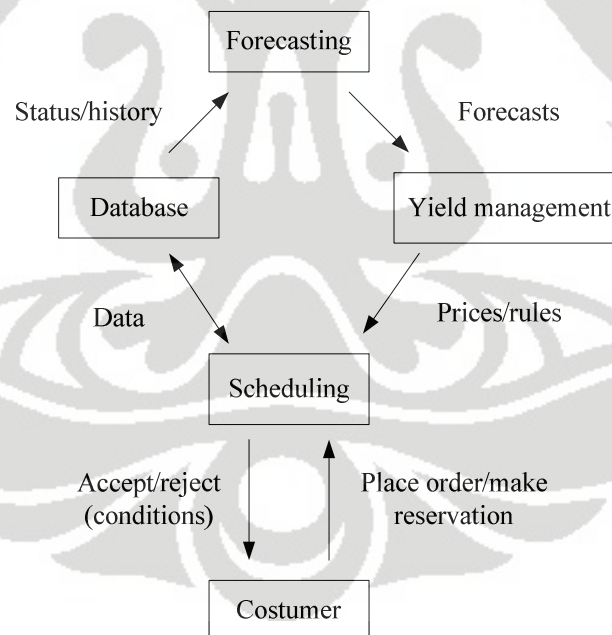 Forecasting
Status/history
Forecasts
Database
Yield management
Data
Prices/rules
Scheduling
Accept/reject
(conditions)
Place order/make
reservation
Costumer